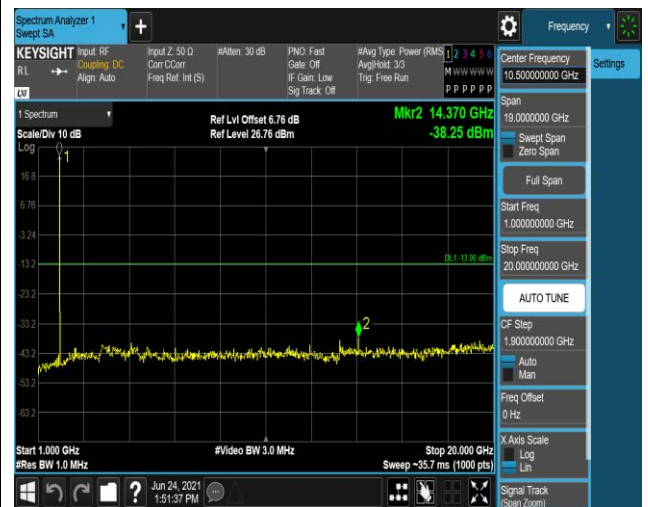 Spectrum Analyzer 1
Swept SA
Frequency
KEYSIGHT
RL
LXI
Input: RF
Coupling: DC
Align: Auto
Input Z: 50 Ω
Corr CCorr
Freq Ref: Int (S)
#Atten: 30 dB
PNO: Fast
Gate: Off
IF Gain: Low
Sig Track: Off
#Avg Type: Power (RMS
Avg|Hold: 3/3
Trig: Free Run
1 2 3 4 5 6
M W W W W W
P P P P P P
Settings
1 Spectrum
Scale/Div 10 dB
Log
Ref Lvl Offset 6.76 dB
Ref Level 26.76 dBm
Mkr2 14.370 GHz
-38.25 dBm
1
16.8
6.76
-3.24
-13.2
DL1 -13.00 dBm
-23.2
-33.2
2
-43.2
-53.2
-63.2
Start 1.000 GHz
#Res BW 1.0 MHz
#Video BW 3.0 MHz
Stop 20.000 GHz
Sweep ~35.7 ms (1000 pts)
Jun 24, 2021
1:51:37 PM
?
Center Frequency
10.500000000 GHz
Span
19.0000000 GHz
Swept Span
Zero Span
Full Span
Start Freq
1.000000000 GHz
Stop Freq
20.000000000 GHz
AUTO TUNE
CF Step
1.900000000 GHz
Auto
Man
Freq Offset
0 Hz
X Axis Scale
Log
Lin
Signal Track
(Span Zoom)